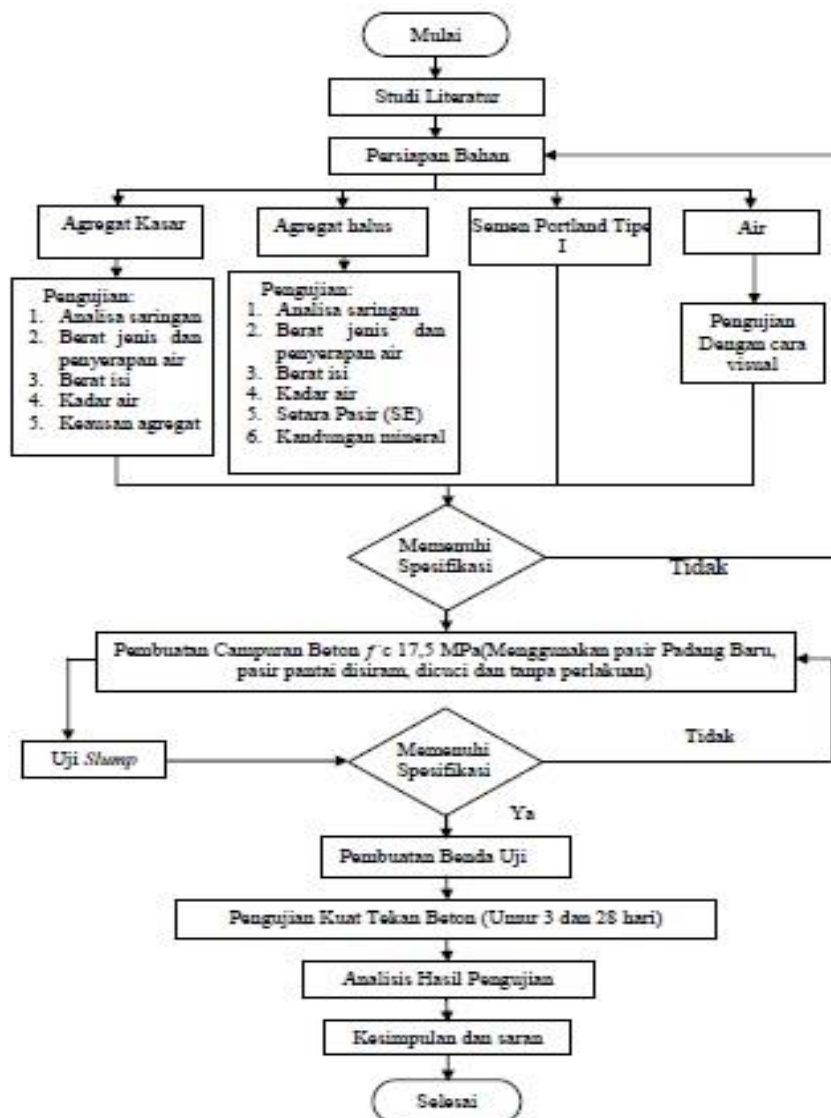 Mulai
Studi Literatur
Persiapan Bahan
Agregat Kasar
Agregat halus
Semen Portland Tipe
I
Air
Pengujian:
1. Analisa saringan
2. Berat jenis dan
penyerapan air
3. Berat isi
4. Kadar air
5. Keausan agregat
Pengujian:
1. Analisa saringan
2. Berat jenis dan
penyerapan air
3. Berat isi
4. Kadar air
5. Setara Pasir (SE)
6. Kandungan mineral
Pengujian
Dengan cara
visual
Memenuhi
Spesifikasi
Tidak
Pembuatan Campuran Beton f'c 17,5 MPa(Menggunakan pasir Padang Baru,
pasir pantai disiram, dicuci dan tanpa perlakuan)
Uji Slump
Memenuhi
Spesifikasi
Tidak
Ya
Pembuatan Benda Uji
Pengujian Kuat Tekan Beton (Umur 3 dan 28 hari)
Analisis Hasil Pengujian
Kesimpulan dan saran
Selesai